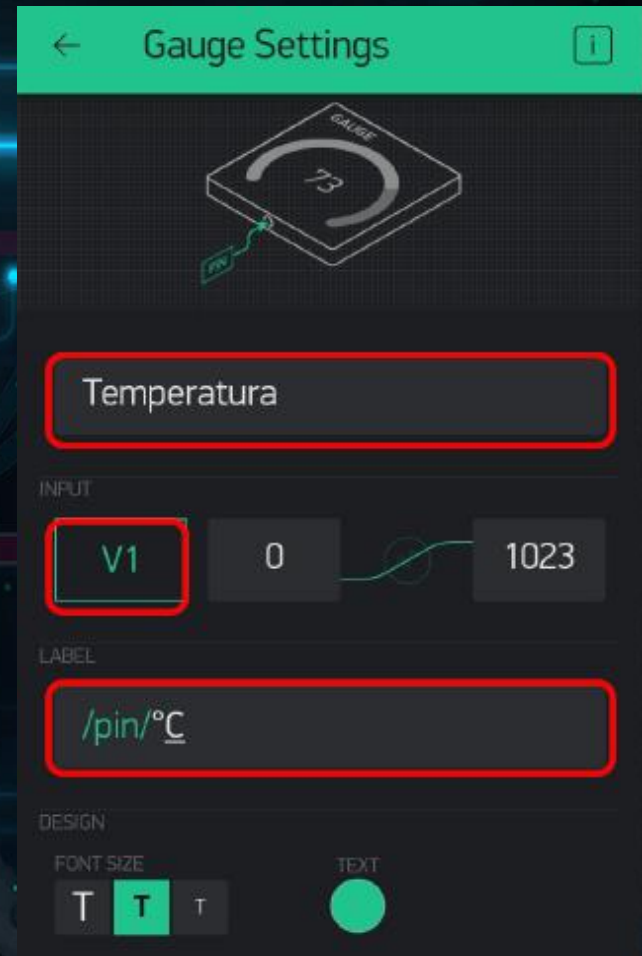 ← Gauge Settings i
GAUGE
73
PIN
Temperatura
INPUT
V1 0 1023
LABEL
/pin/°C
DESIGN
FONT SIZE TEXT
T T T